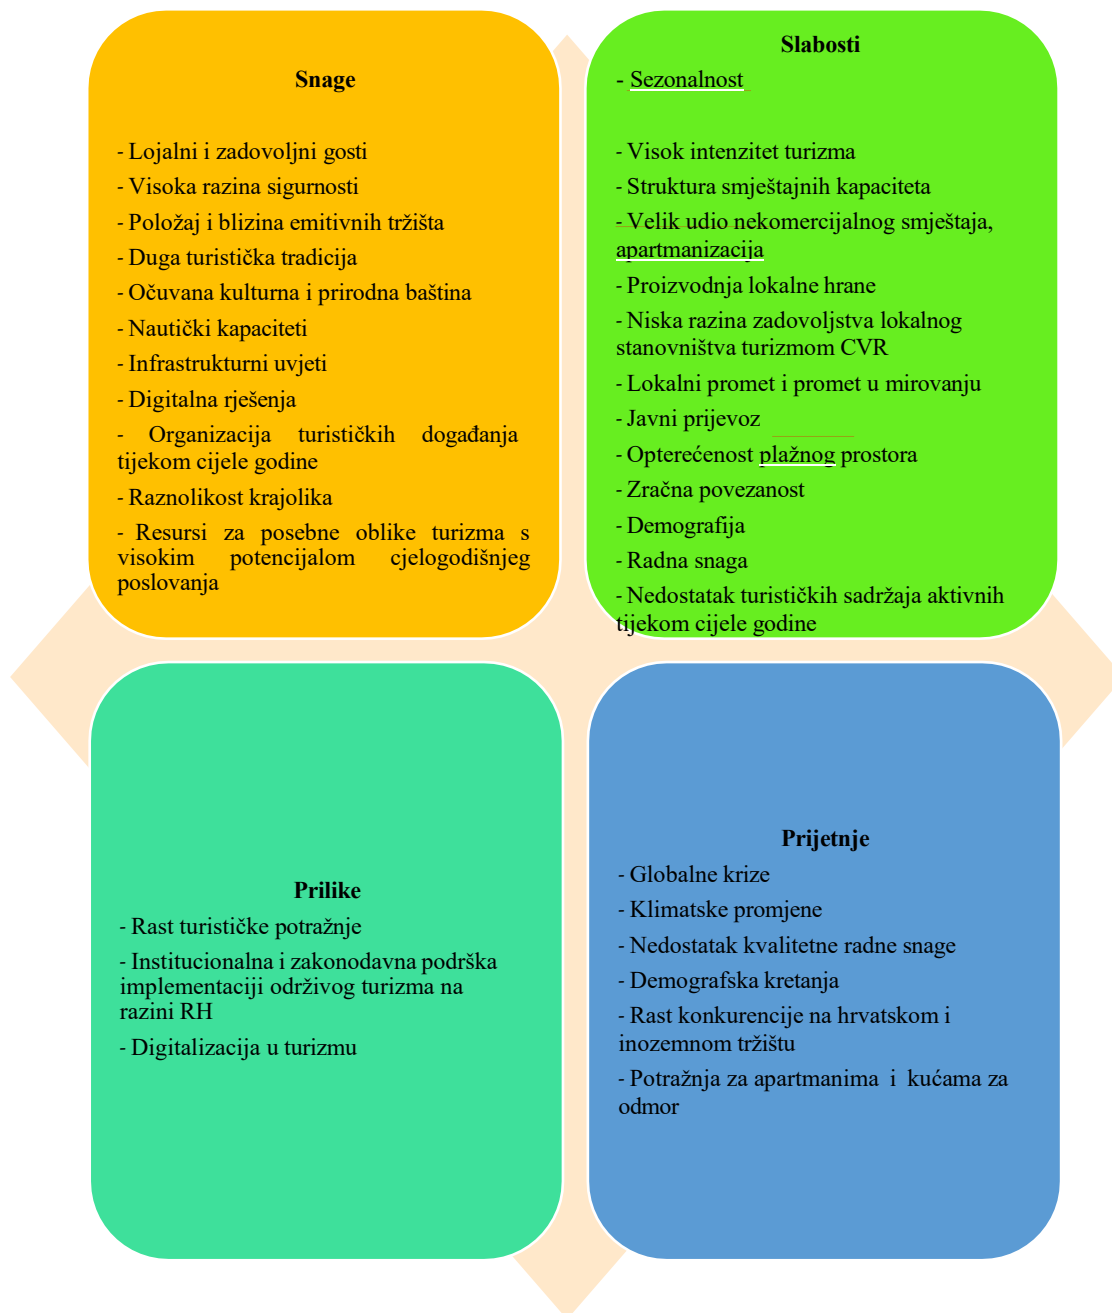 Snage
- Lojalni i zadovoljni gosti
- Visoka razina sigurnosti
- Položaj i blizina emitivnih tržišta
- Duga turistička tradicija
- Očuvana kulturna i prirodna baština
- Nautički kapaciteti
- Infrastrukturni uvjeti
- Digitalna rješenja
- Organizacija turističkih događanja
tijekom cijele godine
- Raznolikost krajolika
- Resursi za posebne oblike turizma s
visokim potencijalom cjelogodišnjeg
poslovanja
Slabosti
- Sezonalnost
- Visok intenzitet turizma
- Struktura smještajnih kapaciteta
- Velik udio nekomercijalnog smještaja,
apartmanizacija
- Proizvodnja lokalne hrane
- Niska razina zadovoljstva lokalnog
stanovništva turizmom CVR
- Lokalni promet i promet u mirovanju
- Javni prijevoz
- Opterećenost plažnog prostora
- Zračna povezanost
- Demografija
- Radna snaga
- Nedostatak turističkih sadržaja aktivnih
tijekom cijele godine
Prilike
- Rast turističke potražnje
- Institucionalna i zakonodavna podrška
implementaciji održivog turizma na
razini RH
- Digitalizacija u turizmu
Prijetnje
- Globalne krize
- Klimatske promjene
- Nedostatak kvalitetne radne snage
- Demografska kretanja
- Rast konkurencije na hrvatskom i
inozemnom tržištu
- Potražnja za apartmanima i kućama za
odmor